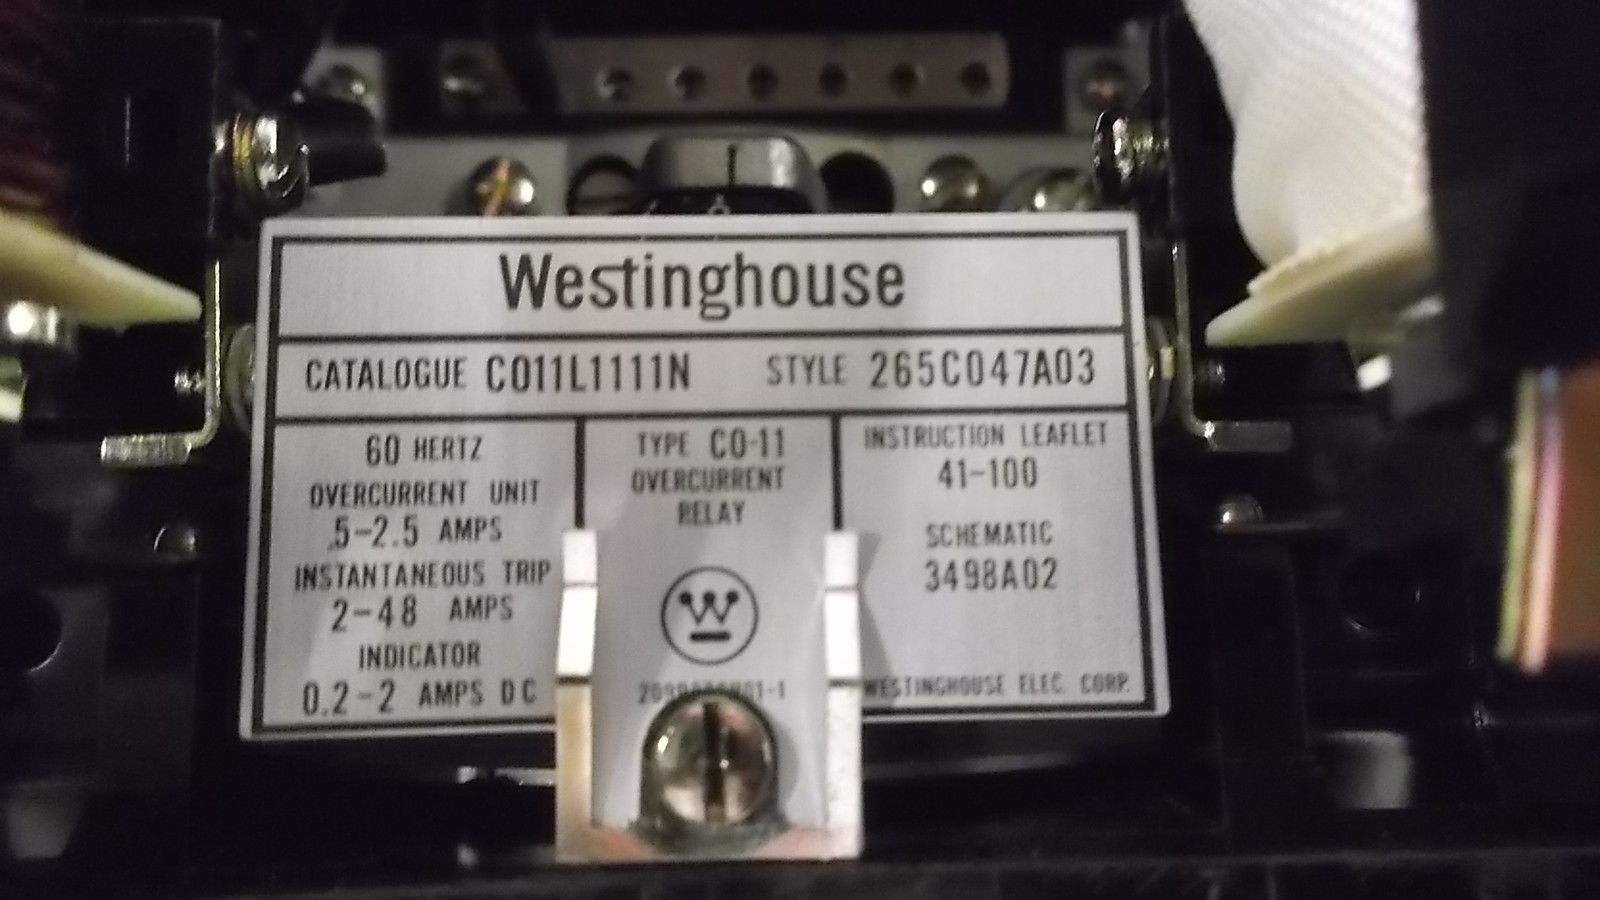 Westinghouse
CATALOGUE CO11L1111N STYLE 265C047A03
60 HERTZ
OVERCURRENT UNIT
.5-2.5 AMPS
INSTANTANEOUS TRIP
2-48 AMPS
INDICATOR
0.2-2 AMPS DC
TYPE CO-11
OVERCURRENT
RELAY
W
INSTRUCTION LEAFLET
41-100
SCHEMATIC
3498A02
WESTINGHOUSE ELEC. CORP.